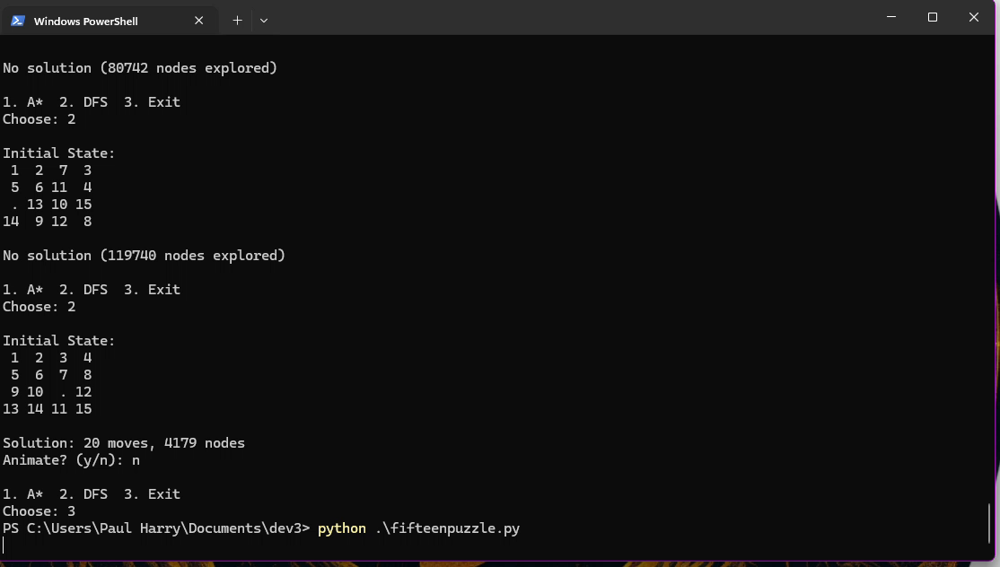 Windows PowerShell
No solution (80742 nodes explored)
1. A*  2. DFS  3. Exit
Choose: 2
Initial State:
 1  2  7  3
 5  6 11  4
 . 13 10 15
14  9 12  8
No solution (119740 nodes explored)
1. A*  2. DFS  3. Exit
Choose: 2
Initial State:
 1  2  3  4
 5  6  7  8
 9 10  . 12
13 14 11 15
Solution: 20 moves, 4179 nodes
Animate? (y/n): n
1. A*  2. DFS  3. Exit
Choose: 3
PS C:\Users\Paul Harry\Documents\dev3> python .\fifteenpuzzle.py